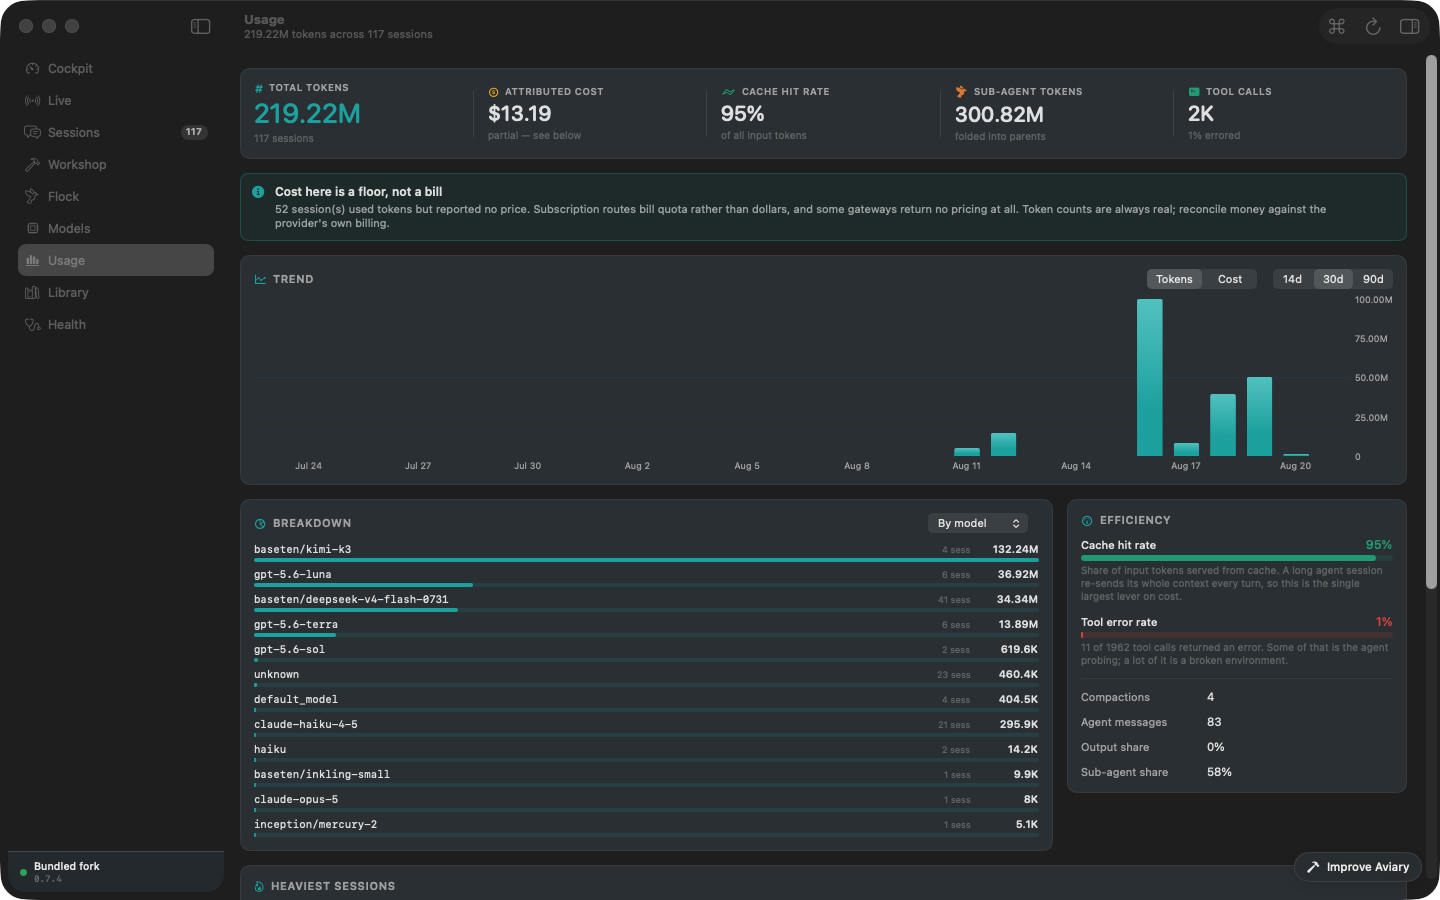 Usage
219.22M tokens across 117 sessions
Cockpit
Live
Sessions 117
Workshop
Flock
Models
Usage
Library
Health
Bundled fork
0.7.4
# TOTAL TOKENS
219.22M
117 sessions
ATTRIBUTED COST
$13.19
partial — see below
CACHE HIT RATE
95%
of all input tokens
SUB-AGENT TOKENS
300.82M
folded into parents
TOOL CALLS
2K
1% errored
Cost here is a floor, not a bill
52 session(s) used tokens but reported no price. Subscription routes bill quota rather than dollars, and some gateways return no pricing at all. Token counts are always real; reconcile money against the
provider's own billing.
TREND
Tokens Cost 14d 30d 90d
100.00M
75.00M
50.00M
25.00M
0
Jul 24 Jul 27 Jul 30 Aug 2 Aug 5 Aug 8 Aug 11 Aug 14 Aug 17 Aug 20
BREAKDOWN By model
baseten/kimi-k3 4 sess 132.24M
gpt-5.6-luna 6 sess 36.92M
baseten/deepseek-v4-flash-0731 41 sess 34.34M
gpt-5.6-terra 6 sess 13.89M
gpt-5.6-sol 2 sess 619.6K
unknown 23 sess 460.4K
default_model 4 sess 404.5K
claude-haiku-4-5 21 sess 295.9K
haiku 2 sess 14.2K
baseten/inkling-small 1 sess 9.9K
claude-opus-5 1 sess 8K
inception/mercury-2 1 sess 5.1K
EFFICIENCY
Cache hit rate 95%
Share of input tokens served from cache. A long agent session
re-sends its whole context every turn, so this is the single
largest lever on cost.
Tool error rate 1%
11 of 1962 tool calls returned an error. Some of that is the agent
probing; a lot of it is a broken environment.
Compactions 4
Agent messages 83
Output share 0%
Sub-agent share 58%
HEAVIEST SESSIONS
Improve Aviary